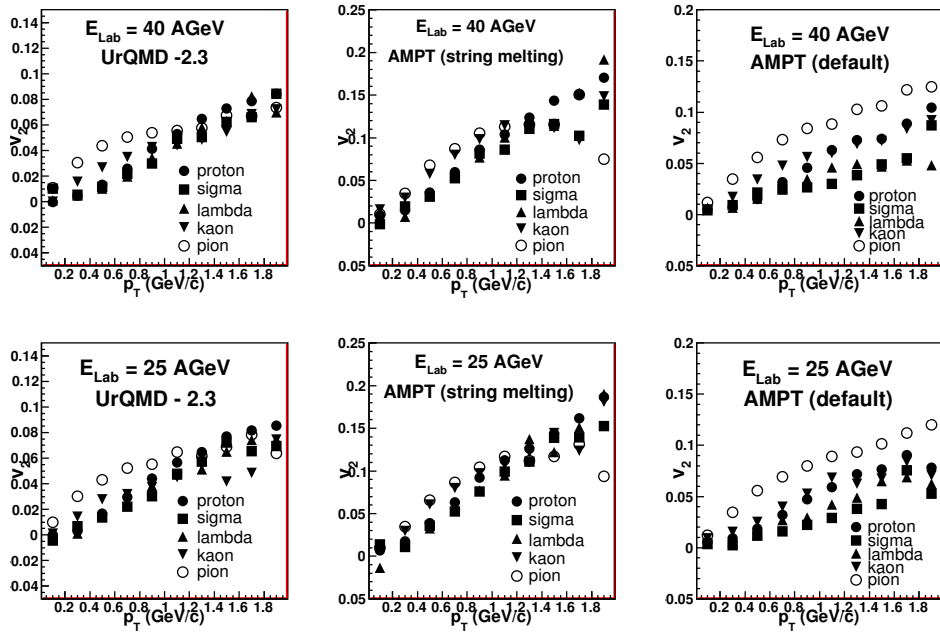 E_Lab = 40 AGeV
UrQMD -2.3
0.14
0.12
0.1
0.08
0.06
0.04
0.02
0
0.02
0.04
v_2
proton
sigma
lambda
kaon
pion
0.2 0.4 0.6 0.8 1 1.2 1.4 1.6 1.8
p_T (GeV/c)
E_Lab = 40 AGeV
AMPT (string melting)
0.25
0.2
0.15
0.1
0.05
0
0.05
v_2
proton
sigma
lambda
kaon
pion
0.2 0.4 0.6 0.8 1 1.2 1.4 1.6 1.8
p_T (GeV/c)
E_Lab = 40 AGeV
AMPT (default)
0.2
0.15
0.1
0.05
0
0.05
v_2
proton
sigma
lambda
kaon
pion
0.2 0.4 0.6 0.8 1 1.2 1.4 1.6 1.8
p_T (GeV/c)
E_Lab = 25 AGeV
UrQMD - 2.3
0.14
0.12
0.1
0.08
0.06
0.04
0.02
0
0.02
0.04
v_2
proton
sigma
lambda
kaon
pion
0.2 0.4 0.6 0.8 1 1.2 1.4 1.6 1.8
p_T (GeV/c)
E_Lab = 25 AGeV
AMPT (string melting)
0.25
0.2
0.15
0.1
0.05
0
0.05
v_2
proton
sigma
lambda
kaon
pion
0.2 0.4 0.6 0.8 1 1.2 1.4 1.6 1.8
p_T (GeV/c)
E_Lab = 25 AGeV
AMPT (default)
0.2
0.15
0.1
0.05
0
0.05
v_2
proton
sigma
lambda
kaon
pion
0.2 0.4 0.6 0.8 1 1.2 1.4 1.6 1.8
p_T (GeV/c)